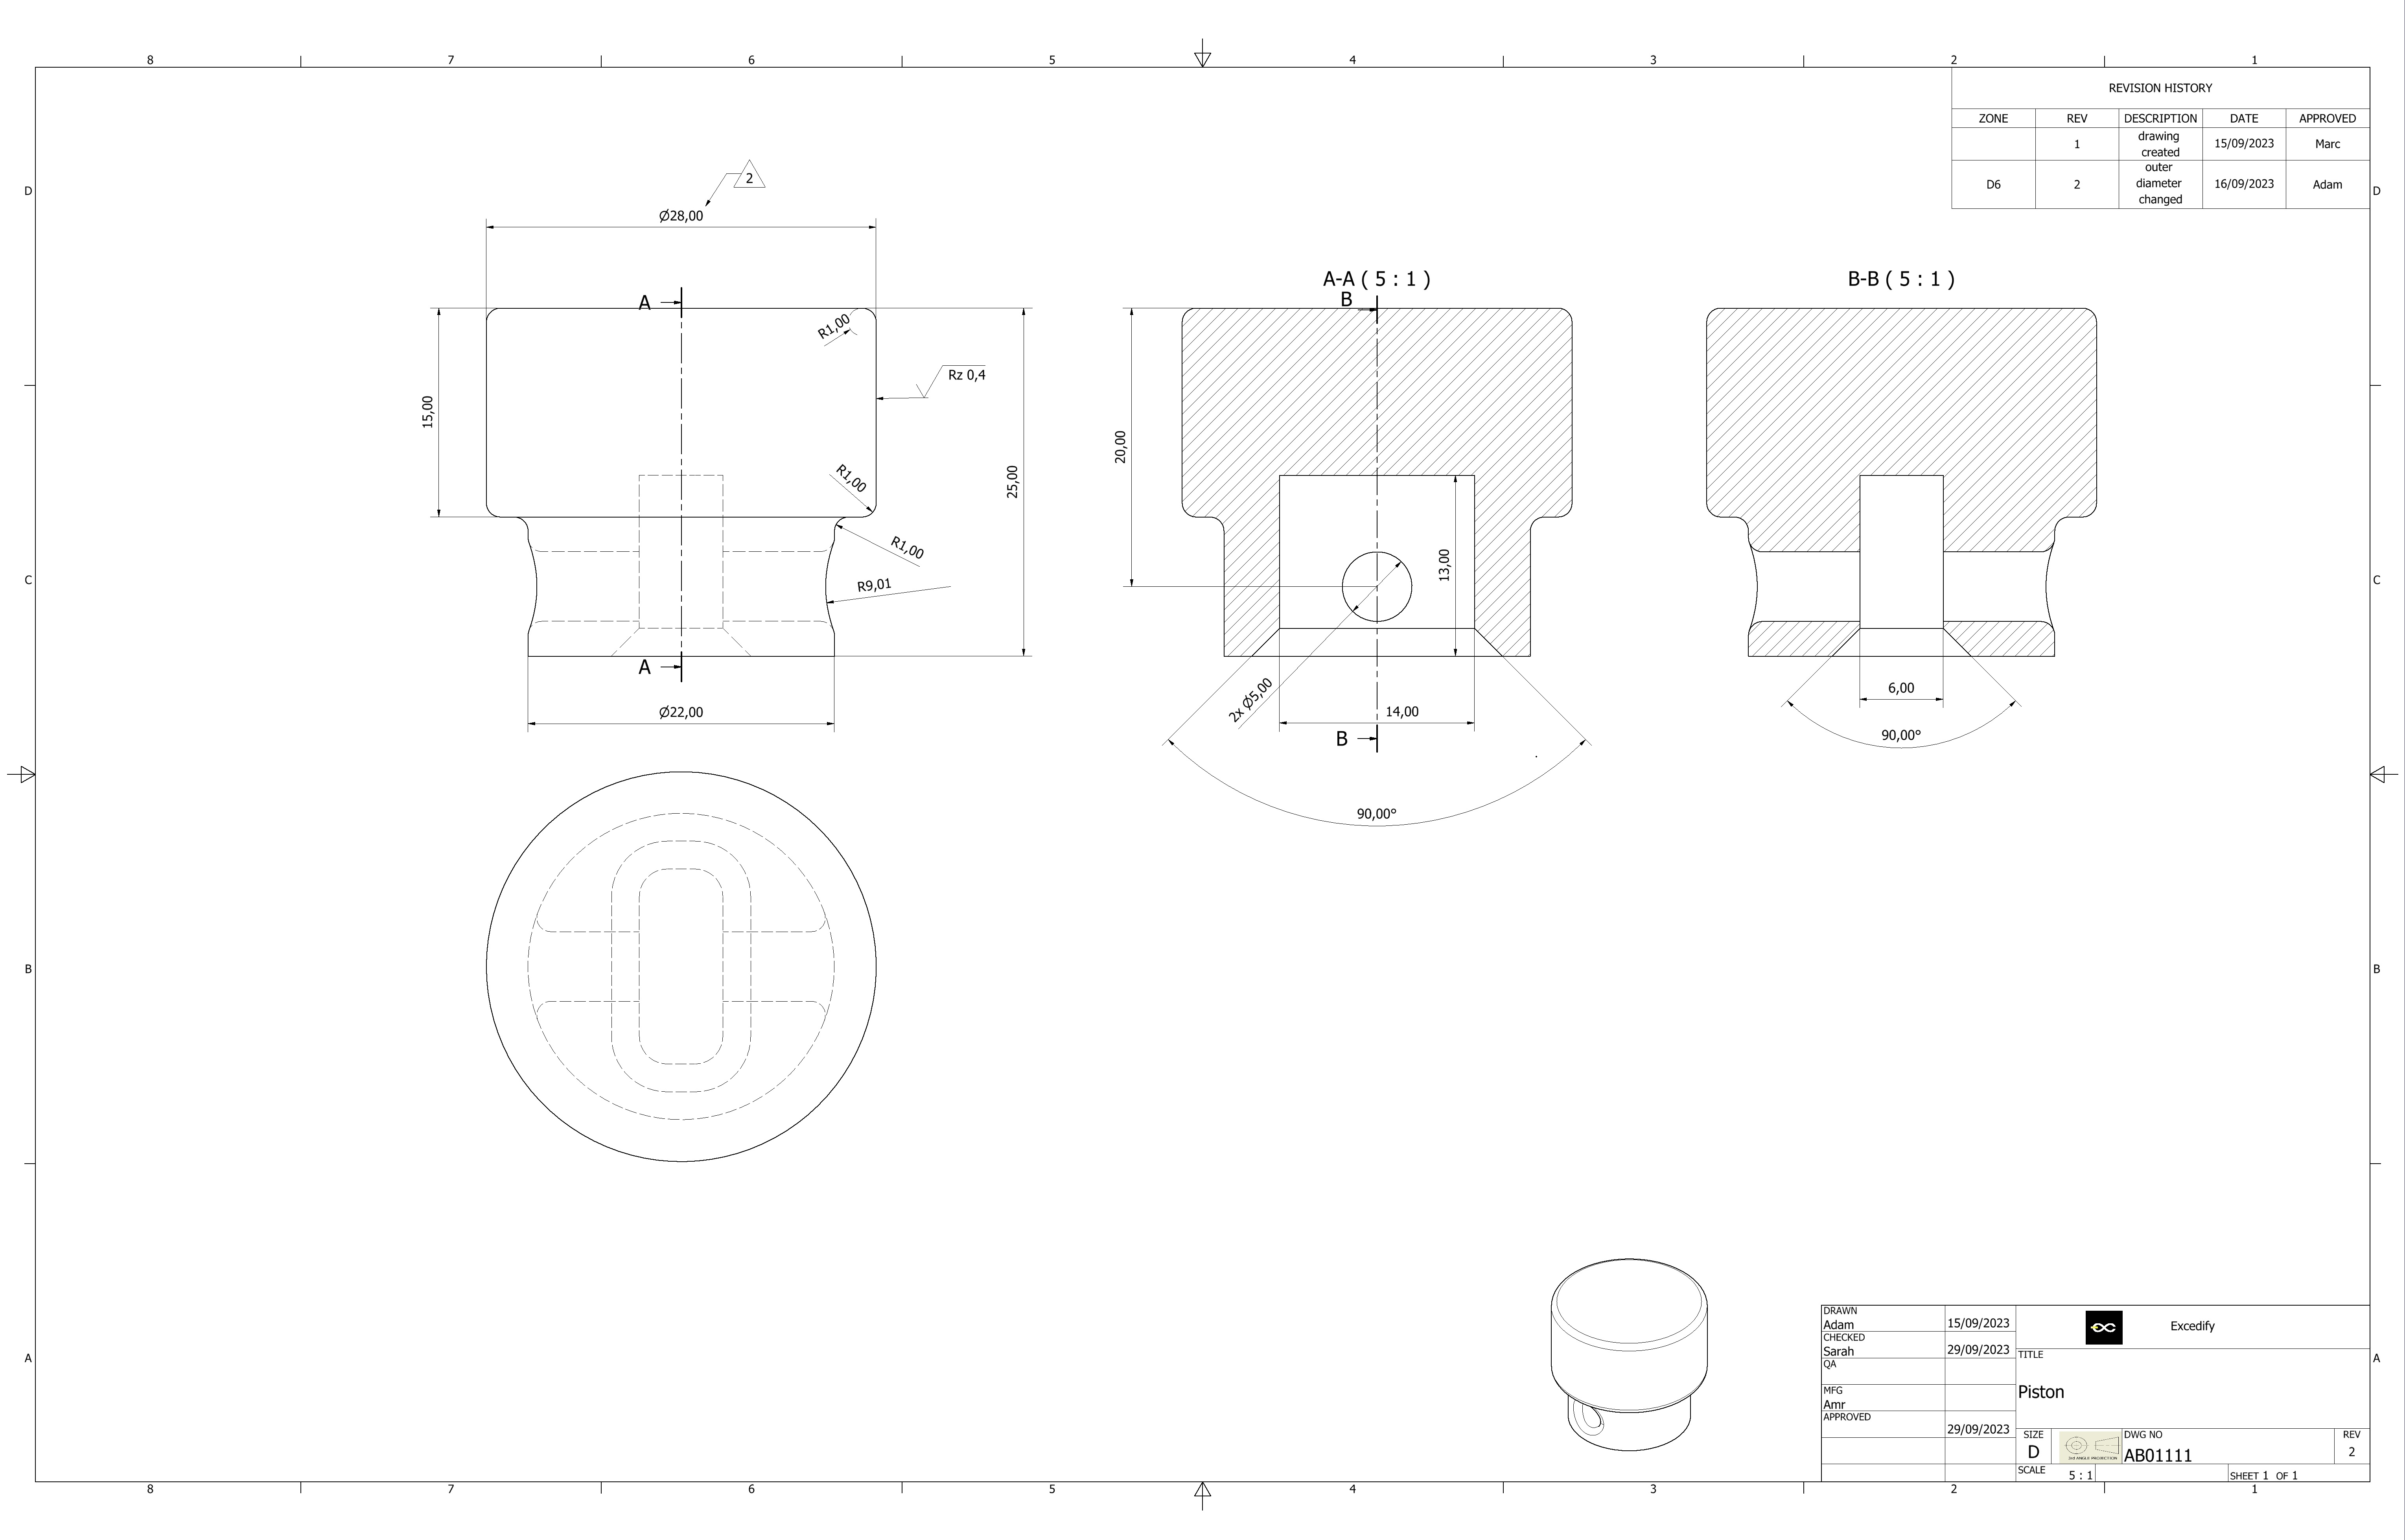 8 7 6 5 4 3 2 1
REVISION HISTORY
ZONE REV DESCRIPTION DATE APPROVED
1 drawing created 15/09/2023 Marc
D6 2 outer diameter changed 16/09/2023 Adam
D D
2
Ø28,00
A-A ( 5 : 1 )
B-B ( 5 : 1 )
A
B
R1,00
Rz 0,4
15,00
20,00
25,00
R1,00
R1,00
R9,01
13,00
C C
A
2x Ø5,00
6,00
Ø22,00
14,00
B
90,00°
90,00°
B B
DRAWN
Adam 15/09/2023
CHECKED
Sarah 29/09/2023
QA
MFG
Amr
APPROVED
29/09/2023
Excedify
TITLE
Piston
SIZE
D
3rd ANGLE PROJECTION
DWG NO
AB01111
REV
2
SCALE
5 : 1
SHEET 1 OF 1
A A
8 7 6 5 4 3 2 1